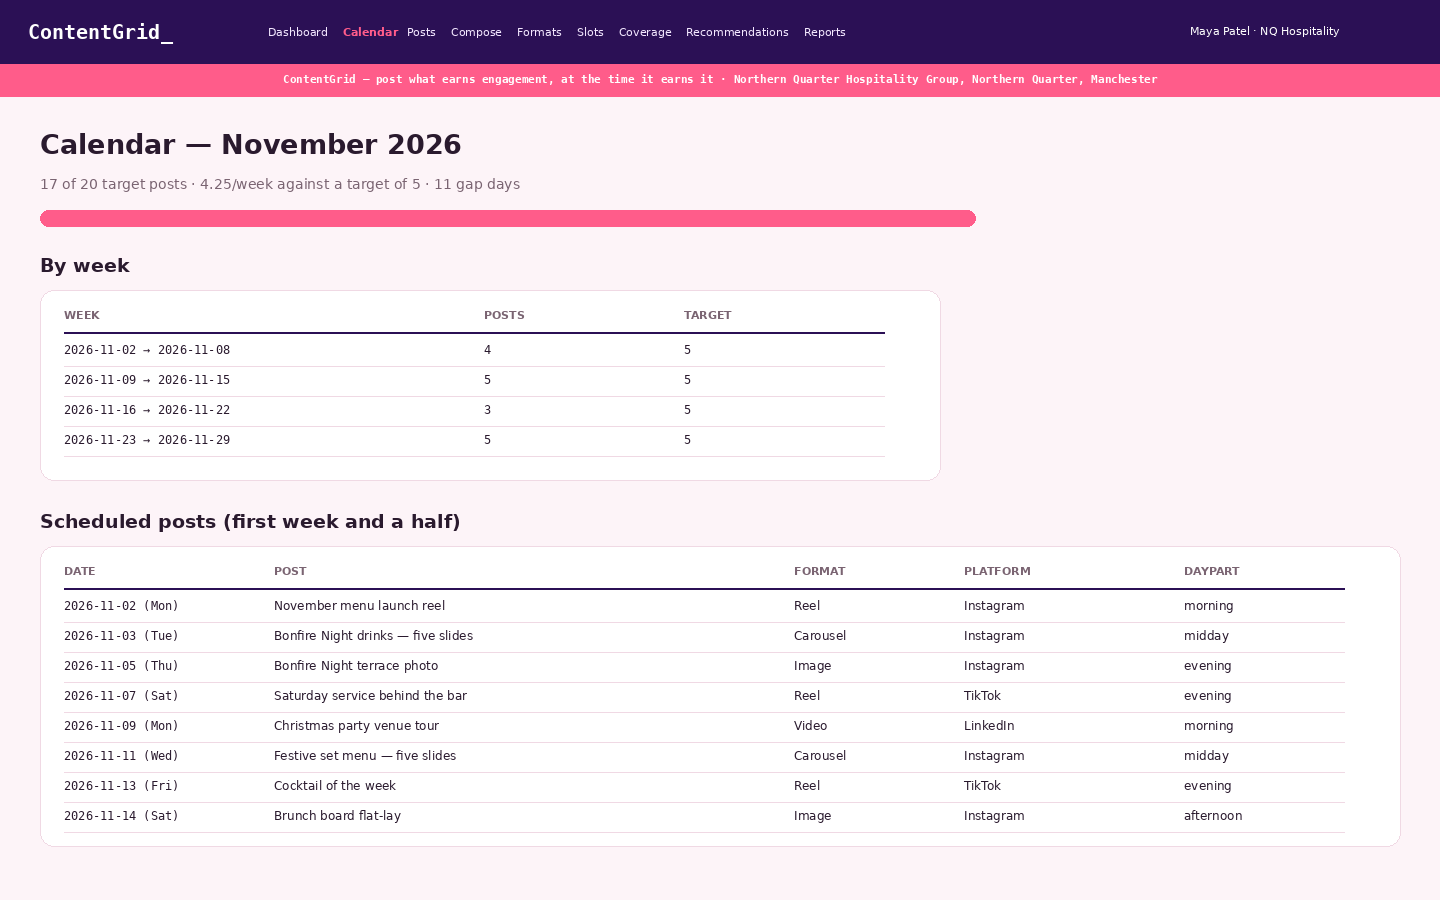 ContentGrid_ Dashboard Calendar Posts Compose Formats Slots Coverage Recommendations Reports Maya Patel · NQ Hospitality
ContentGrid — post what earns engagement, at the time it earns it · Northern Quarter Hospitality Group, Northern Quarter, Manchester
Calendar — November 2026
17 of 20 target posts · 4.25/week against a target of 5 · 11 gap days
By week
WEEK POSTS TARGET
2026-11-02 → 2026-11-08 4 5
2026-11-09 → 2026-11-15 5 5
2026-11-16 → 2026-11-22 3 5
2026-11-23 → 2026-11-29 5 5
Scheduled posts (first week and a half)
DATE POST FORMAT PLATFORM DAYPART
2026-11-02 (Mon) November menu launch reel Reel Instagram morning
2026-11-03 (Tue) Bonfire Night drinks — five slides Carousel Instagram midday
2026-11-05 (Thu) Bonfire Night terrace photo Image Instagram evening
2026-11-07 (Sat) Saturday service behind the bar Reel TikTok evening
2026-11-09 (Mon) Christmas party venue tour Video LinkedIn morning
2026-11-11 (Wed) Festive set menu — five slides Carousel Instagram midday
2026-11-13 (Fri) Cocktail of the week Reel TikTok evening
2026-11-14 (Sat) Brunch board flat-lay Image Instagram afternoon